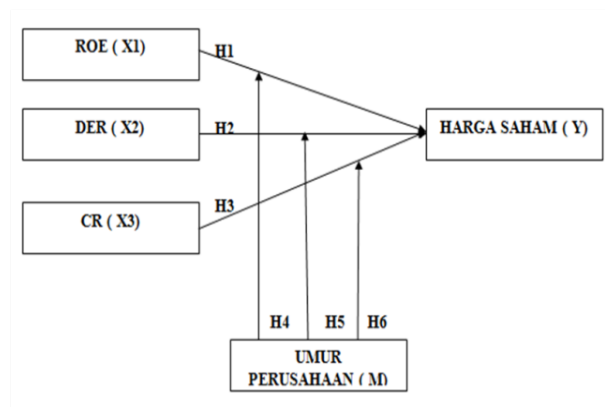 ROE ( X1)
H1
DER ( X2)
H2
HARGA SAHAM ( Y)
H3
CR ( X3)
H4 H5 H6
UMUR
PERUSAHAAN ( M)